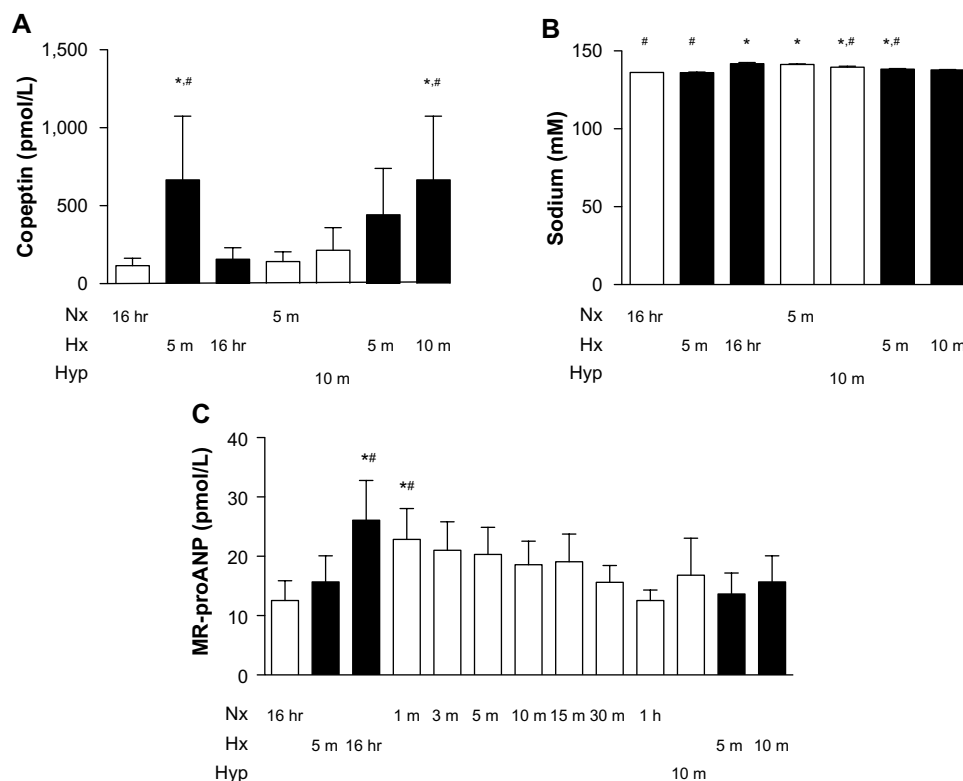 A
Copeptin (pmol/L)
1,500
1,000
500
0
*,# *,#
Nx 16 hr 5 m
Hx 5 m 16 hr 5 m 10 m
Hyp 10 m
B
Sodium (mM)
150
100
50
0
# # * * *,# *,#
Nx 16 hr 5 m
Hx 5 m 16 hr 5 m 10 m
Hyp 10 m
C
MR-proANP (pmol/L)
40
30
20
10
0
*# *#
Nx 16 hr 1 m 3 m 5 m 10 m 15 m 30 m 1 h
Hx 5 m 16 hr 5 m 10 m
Hyp 10 m